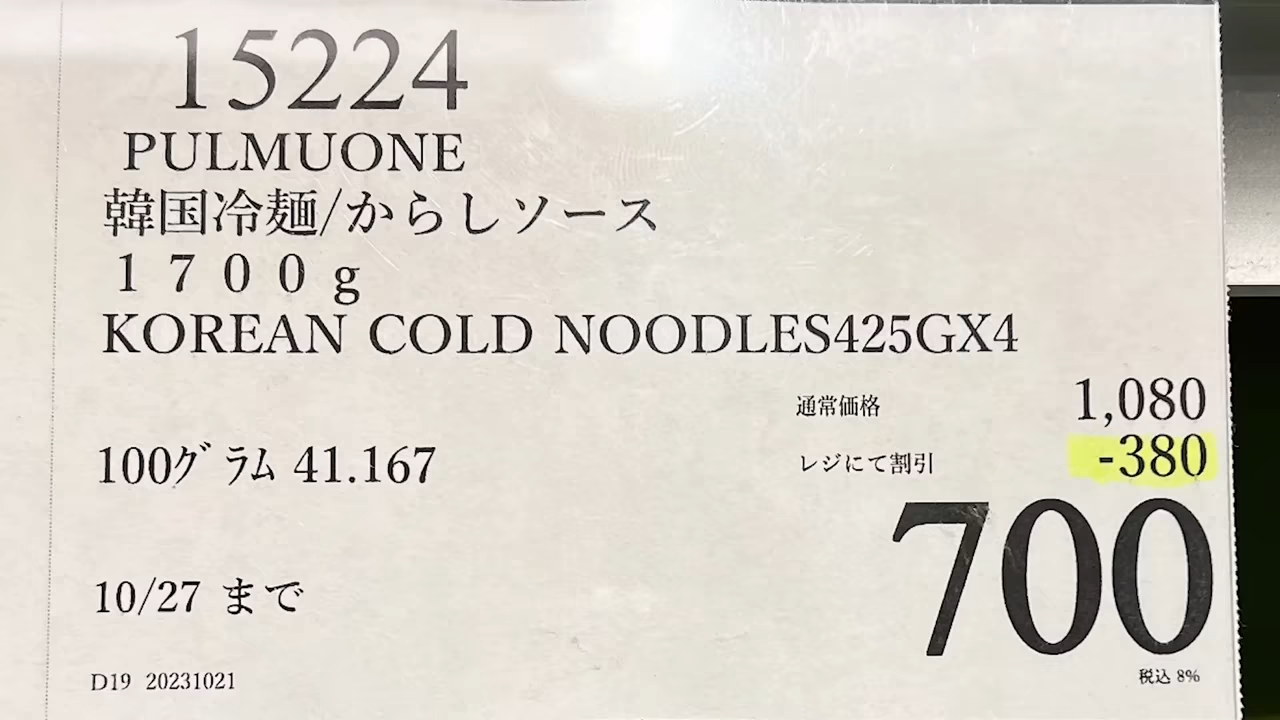 15224
PULMUONE
韓国冷麺/からしソース
１７００ｇ
KOREAN COLD NOODLES425GX4
通常価格 1,080
100ｸﾞﾗﾑ 41.167
レジにて割引 -380
700
10/27 まで
税込 8%
D19 20231021